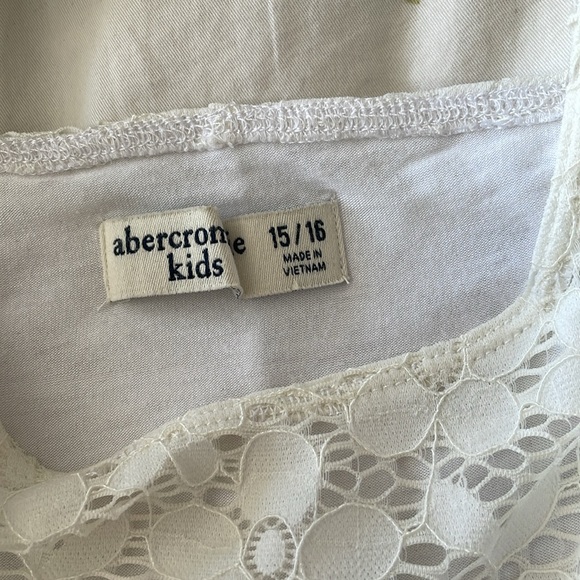 abercrom e
kids
15/16
MADE IN
VIETNAM